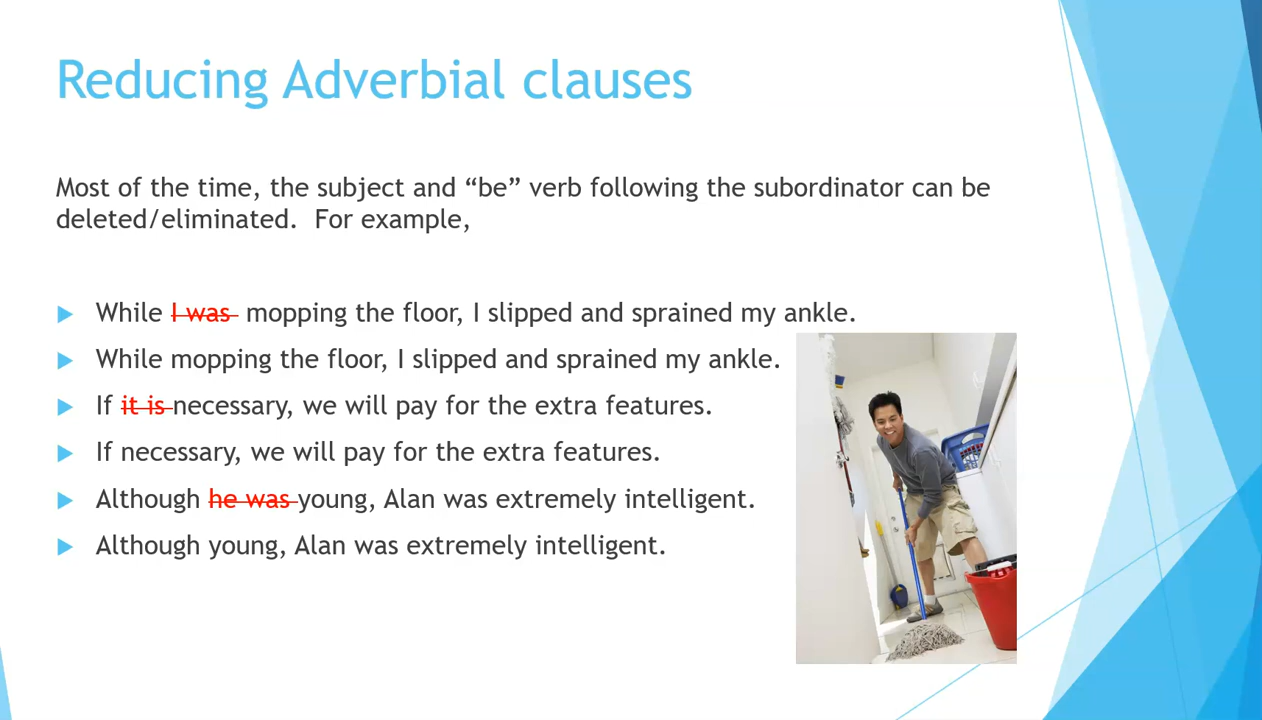 Reducing Adverbial clauses
Most of the time, the subject and “be” verb following the subordinator can be
deleted/eliminated.  For example,
While I was mopping the floor, I slipped and sprained my ankle.
While mopping the floor, I slipped and sprained my ankle.
If it is necessary, we will pay for the extra features.
If necessary, we will pay for the extra features.
Although he was young, Alan was extremely intelligent.
Although young, Alan was extremely intelligent.